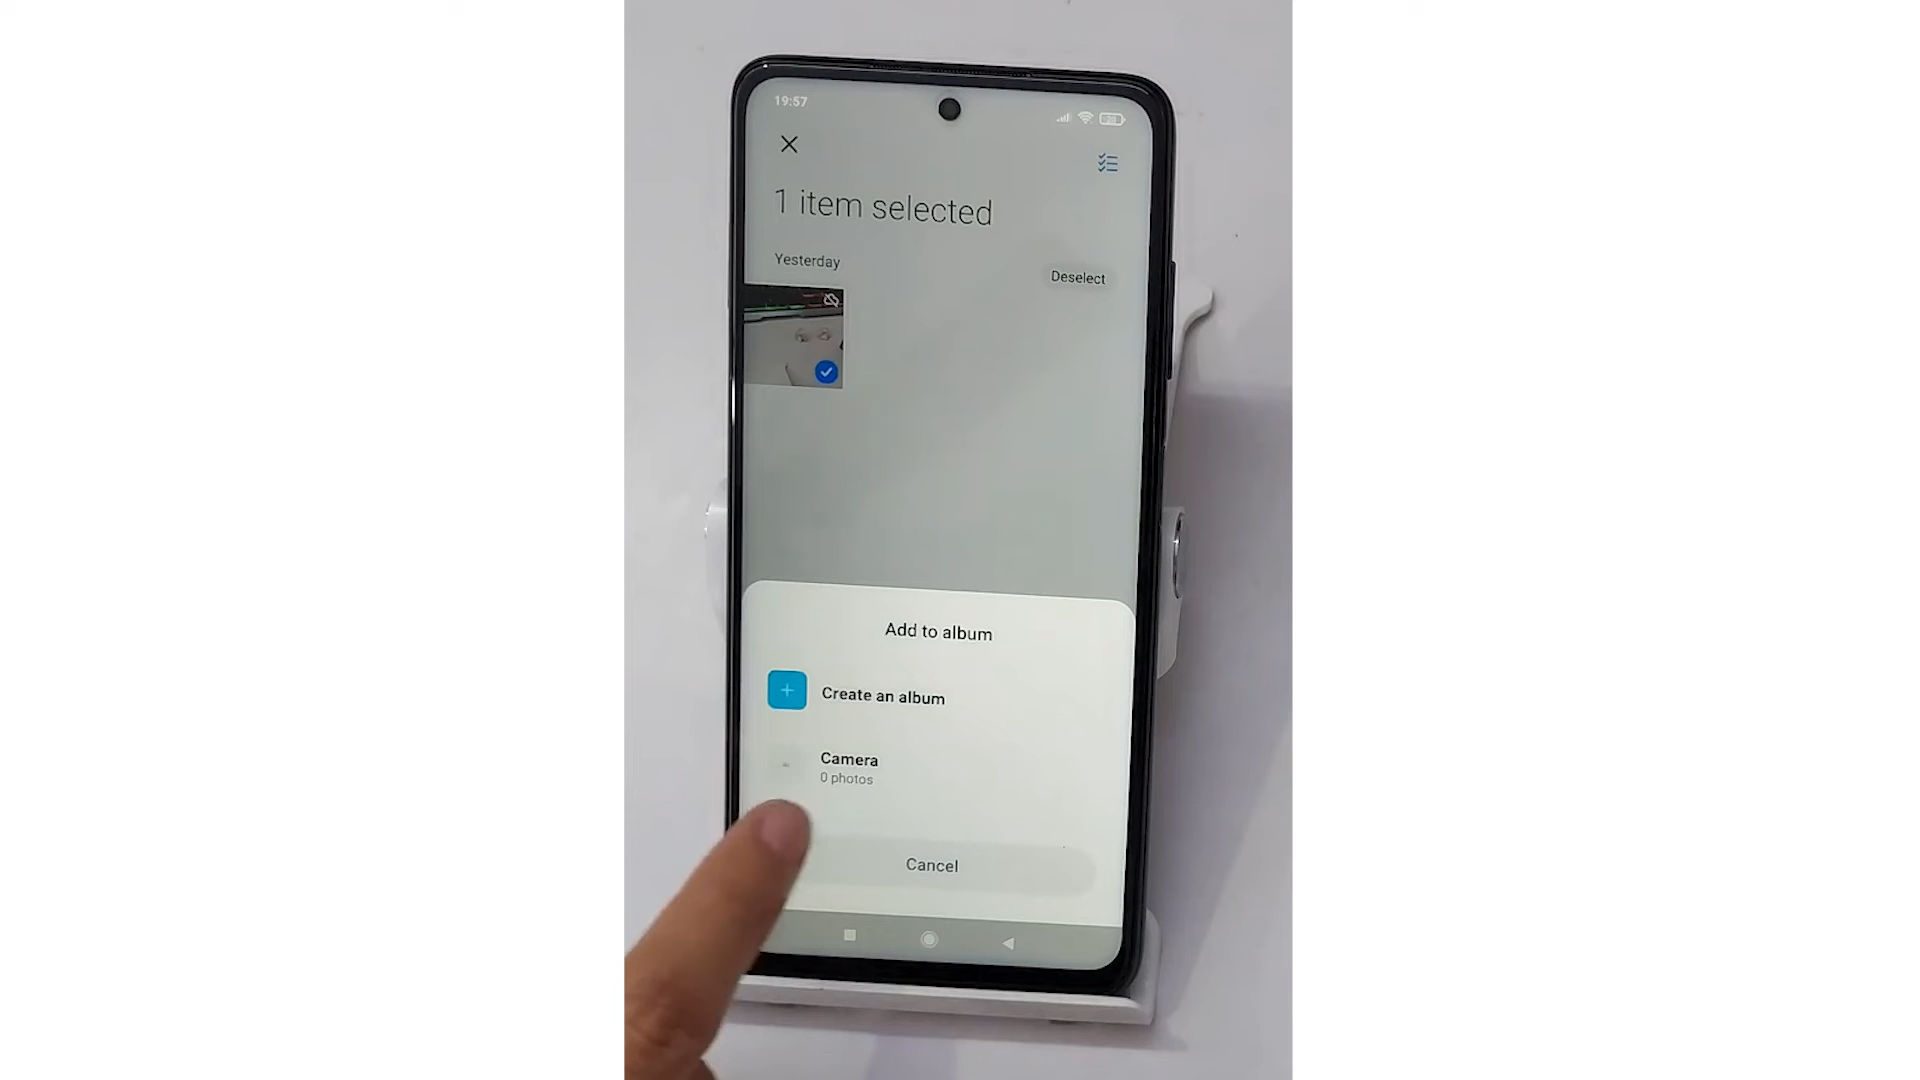 19:57
1 item selected
Yesterday
Deselect
Add to album
Create an album
Camera
0 photos
Cancel